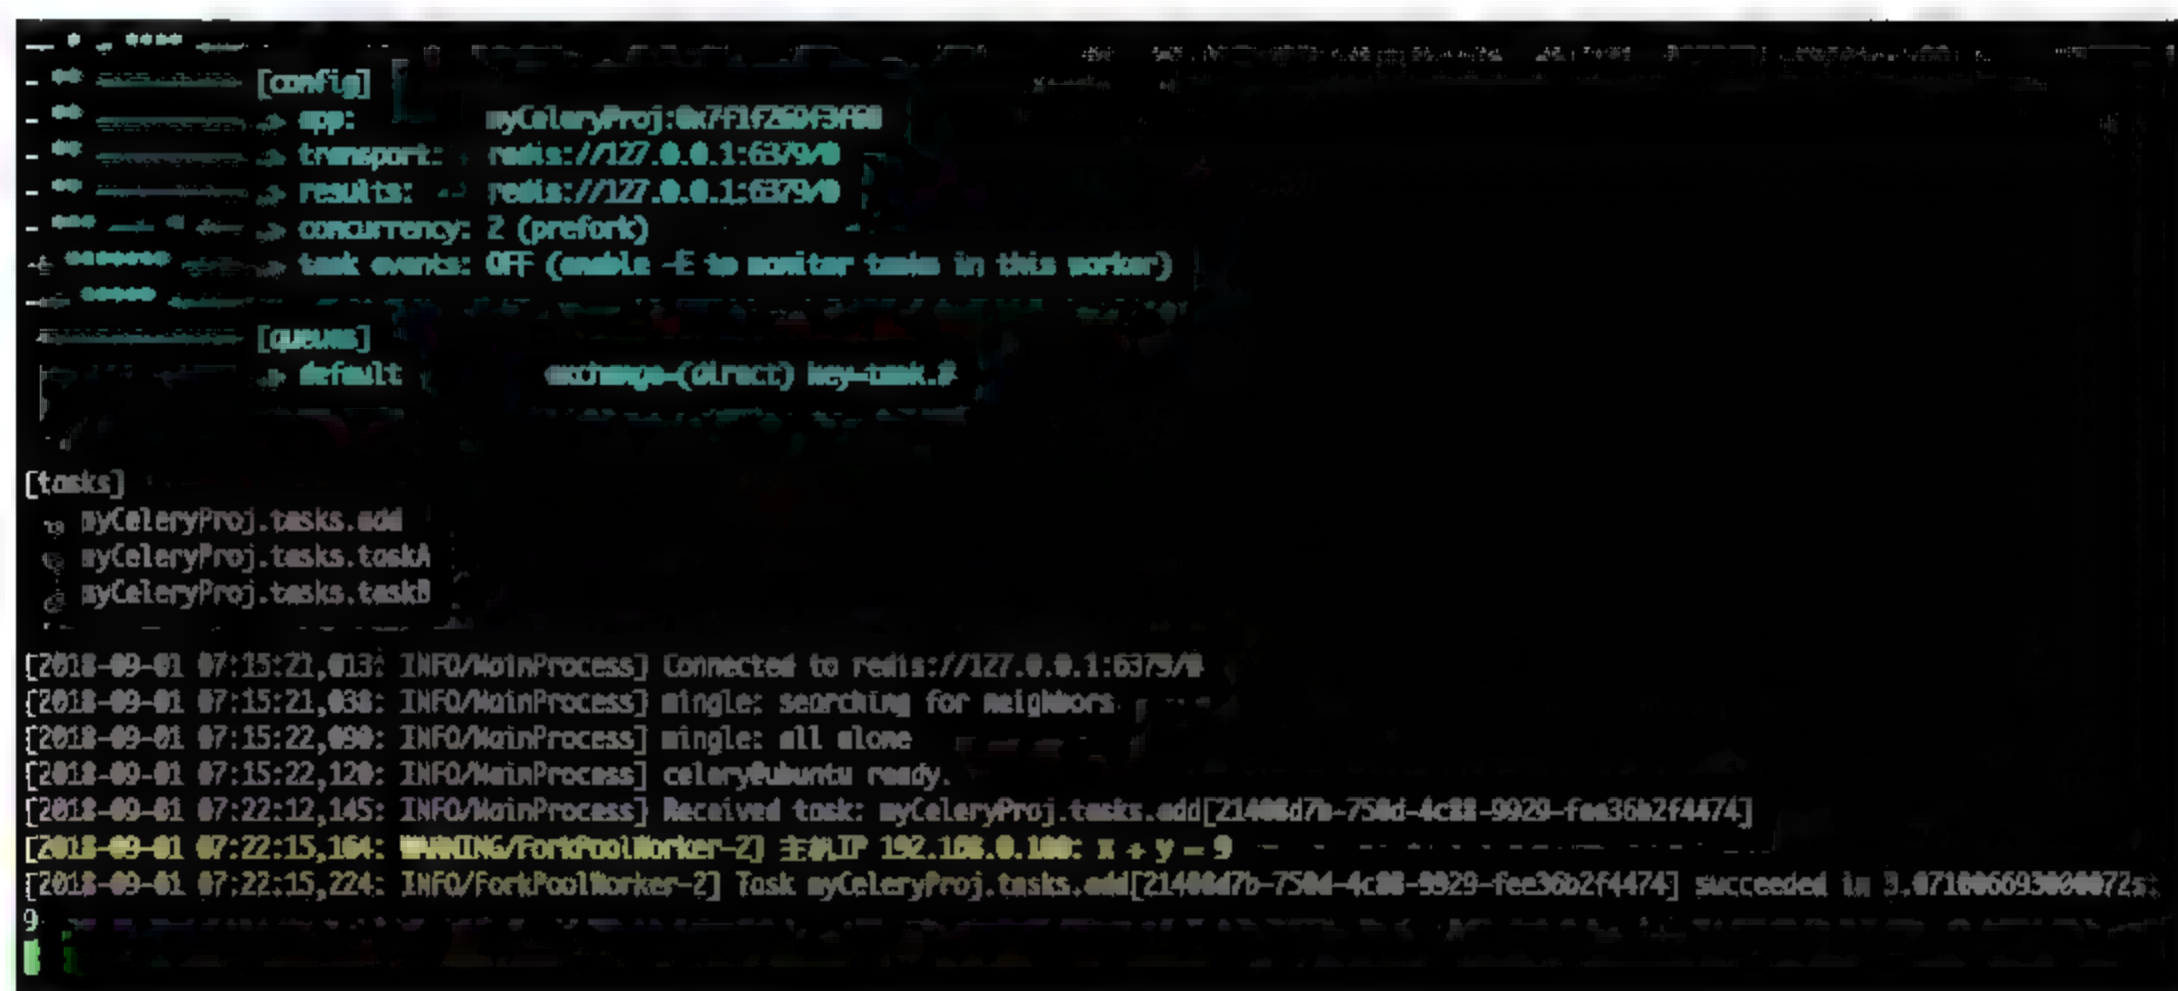 [config]
app: myCeleryProj:0x7f1f269f3f60
transport: redis://127.0.0.1:6379/0
results: redis://127.0.0.1:6379/0
concurrency: 2 (prefork)
task events: OFF (enable -E to monitor tasks in this worker)
[queues]
default exchange=(direct) key=task.#
[tasks]
myCeleryProj.tasks.add
myCeleryProj.tasks.taskA
myCeleryProj.tasks.taskB
[2018-09-01 07:15:21,013: INFO/MainProcess] Connected to redis://127.0.0.1:6379/0
[2018-09-01 07:15:21,038: INFO/MainProcess] mingle: searching for neighbors
[2018-09-01 07:15:22,090: INFO/MainProcess] mingle: all alone
[2018-09-01 07:15:22,120: INFO/MainProcess] celery@ubuntu ready.
[2018-09-01 07:22:12,145: INFO/MainProcess] Received task: myCeleryProj.tasks.add[21408d7b-750d-4c88-9929-fee36b2f4474]
[2018-09-01 07:22:15,164: WARNING/ForkPoolWorker-2] 主机IP 192.168.0.100: x + y = 9
[2018-09-01 07:22:15,224: INFO/ForkPoolWorker-2] Task myCeleryProj.tasks.add[21408d7b-750d-4c88-9929-fee36b2f4474] succeeded in
9